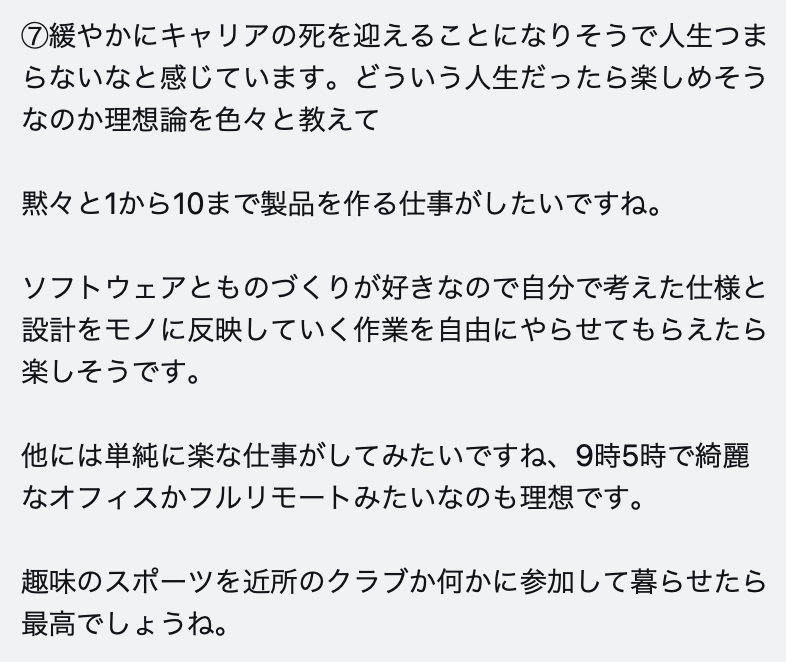 ⑦緩やかにキャリアの死を迎えることになりそうで人生つま
らないなと感じています。どういう人生だったら楽しめそう
なのか理想論を色々と教えて
黙々と1から10まで製品を作る仕事がしたいですね。
ソフトウェアとものづくりが好きなので自分で考えた仕様と
設計をモノに反映していく作業を自由にやらせてもらえたら
楽しそうです。
他には単純に楽な仕事がしてみたいですね、9時5時で綺麗
なオフィスかフルリモートみたいなのも理想です。
趣味のスポーツを近所のクラブか何かに参加して暮らせたら
最高でしょうね。